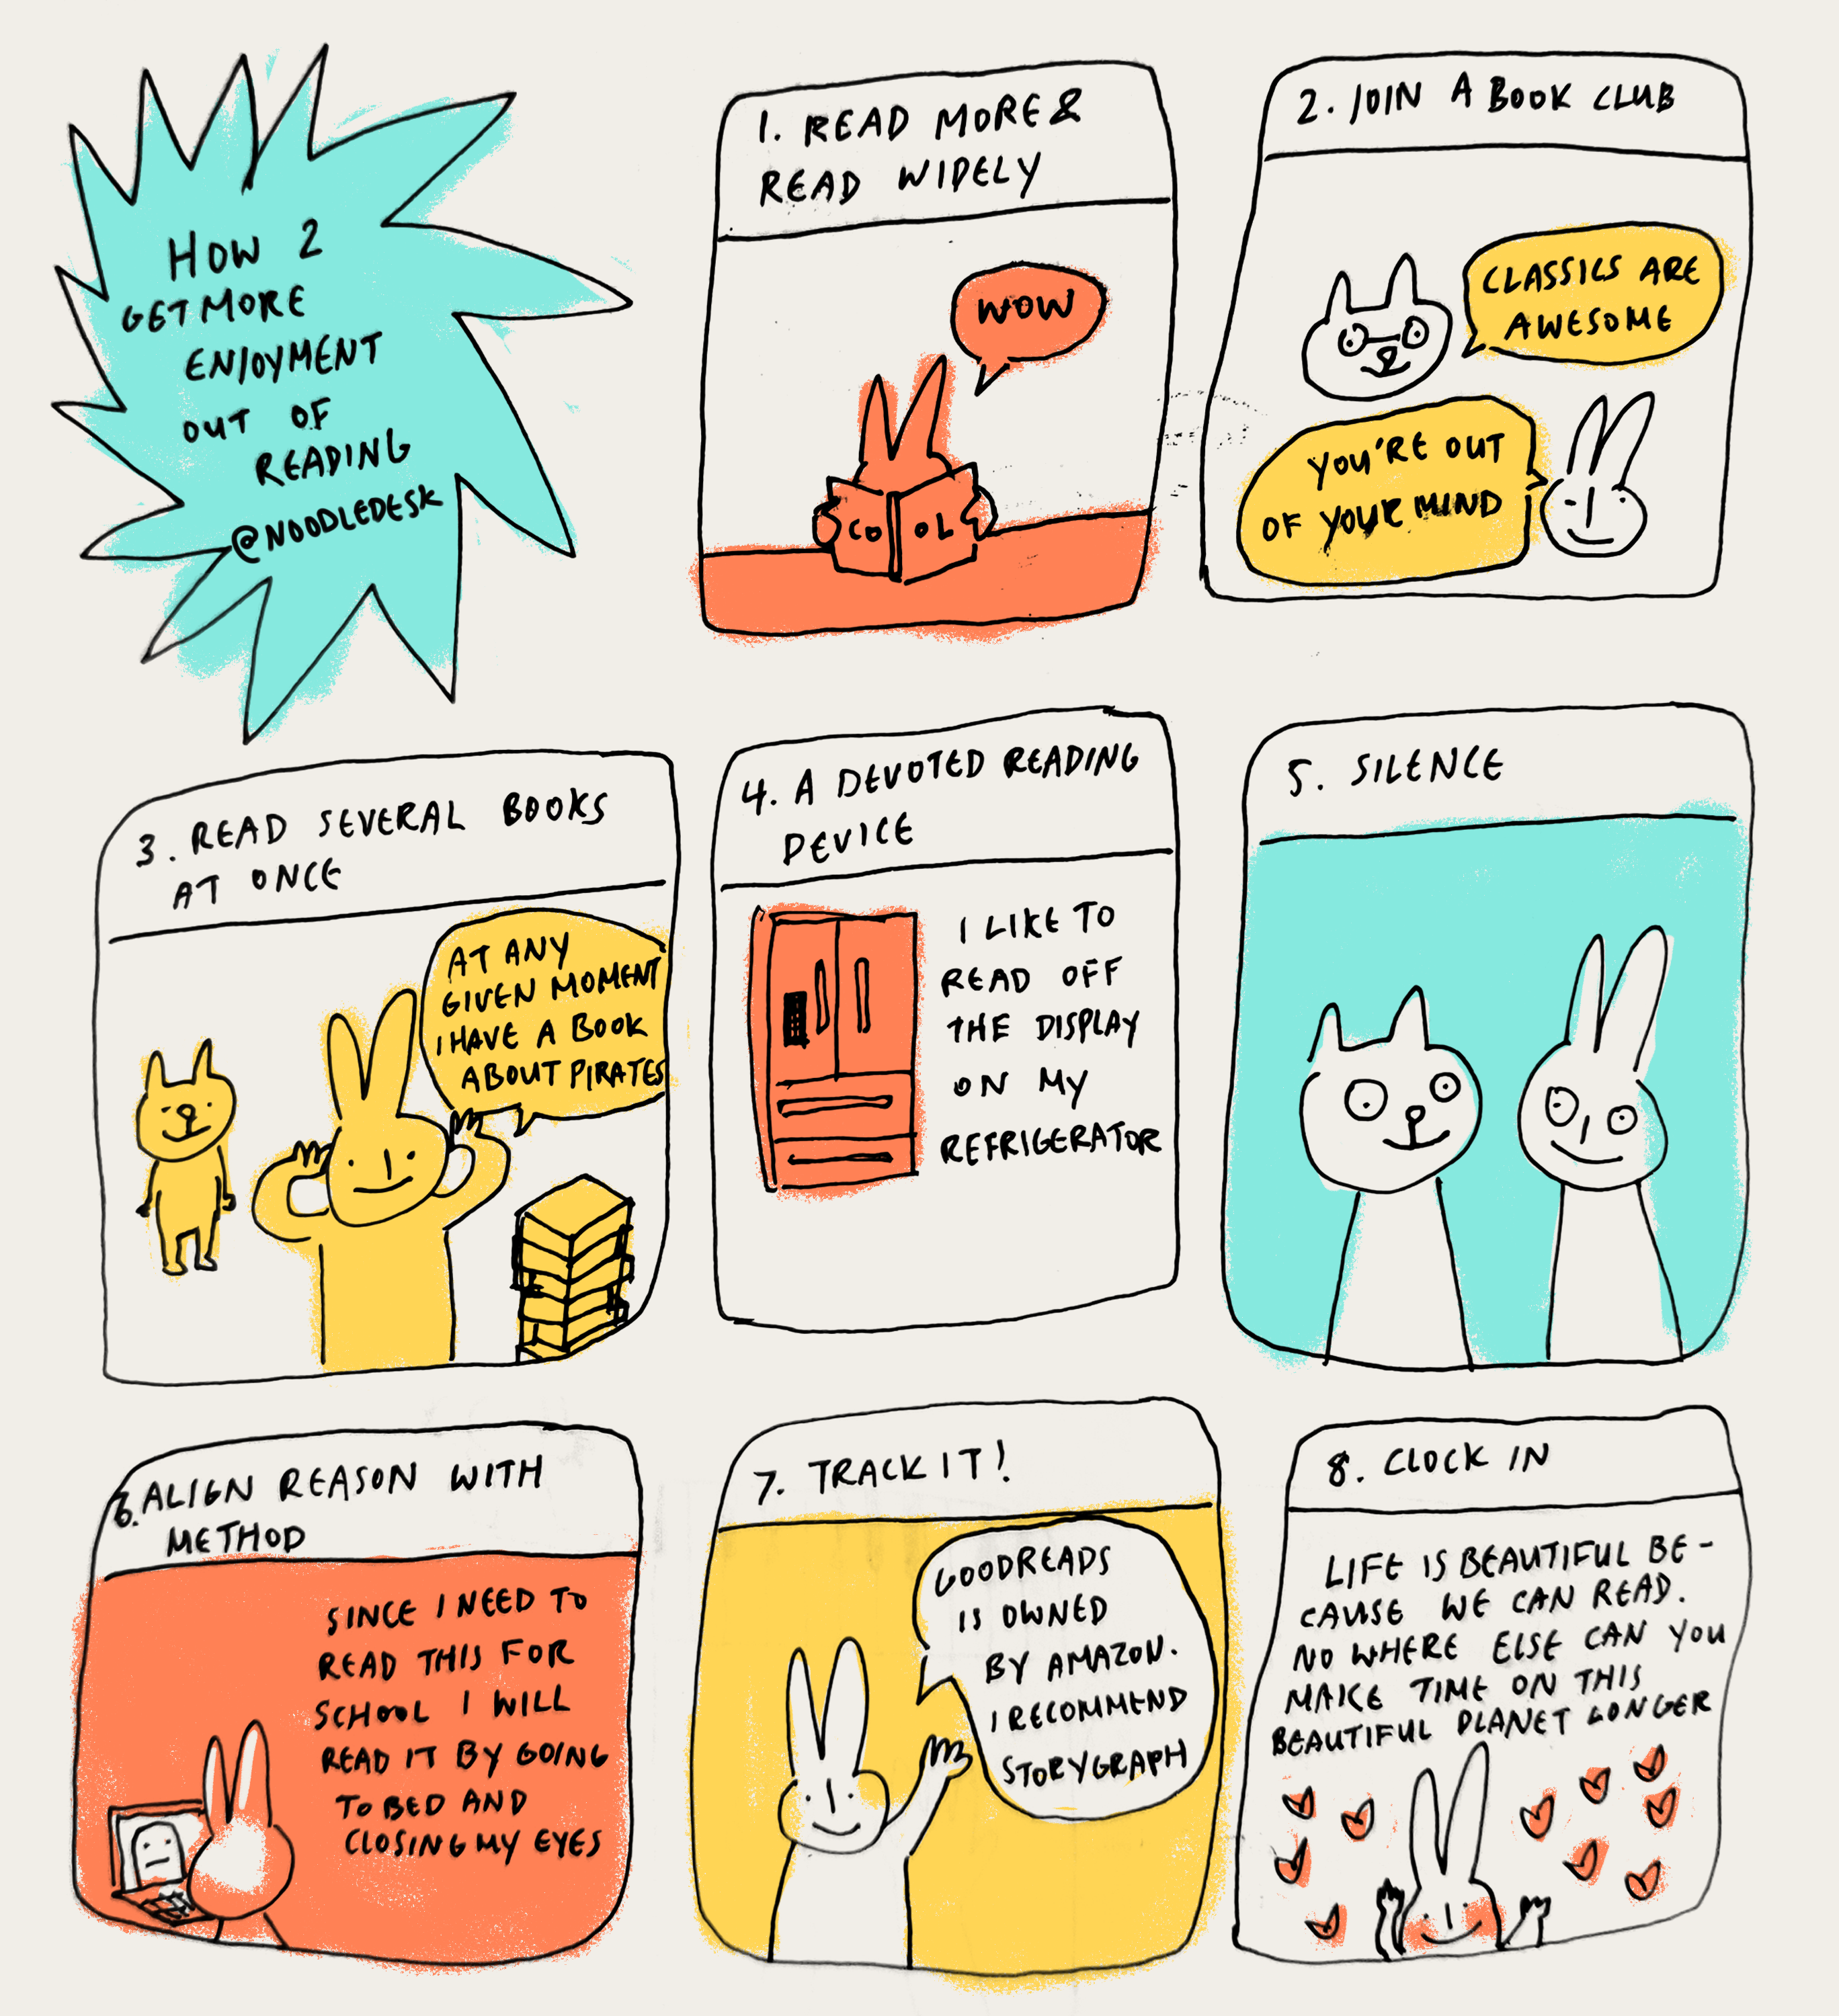 HOW 2
GET MORE
ENJOYMENT
OUT OF
READING
@NOODLEDESK
1. READ MORE &
READ WIDELY
WOW
CO OL
2. JOIN A BOOK CLUB
CLASSICS ARE
AWESOME
YOU'RE OUT
OF YOUR MIND
3. READ SEVERAL BOOKS
AT ONCE
AT ANY
GIVEN MOMENT
I HAVE A BOOK
ABOUT PIRATES
4. A DEVOTED READING
DEVICE
I LIKE TO
READ OFF
THE DISPLAY
ON MY
REFRIGERATOR
5. SILENCE
6. ALIGN REASON WITH
METHOD
SINCE I NEED TO
READ THIS FOR
SCHOOL I WILL
READ IT BY GOING
TO BED AND
CLOSING MY EYES
7. TRACK IT!
GOODREADS
IS OWNED
BY AMAZON.
I RECOMMEND
STORYGRAPH
8. CLOCK IN
LIFE IS BEAUTIFUL BE-
CAUSE WE CAN READ.
NO WHERE ELSE CAN YOU
MAKE TIME ON THIS
BEAUTIFUL PLANET LONGER